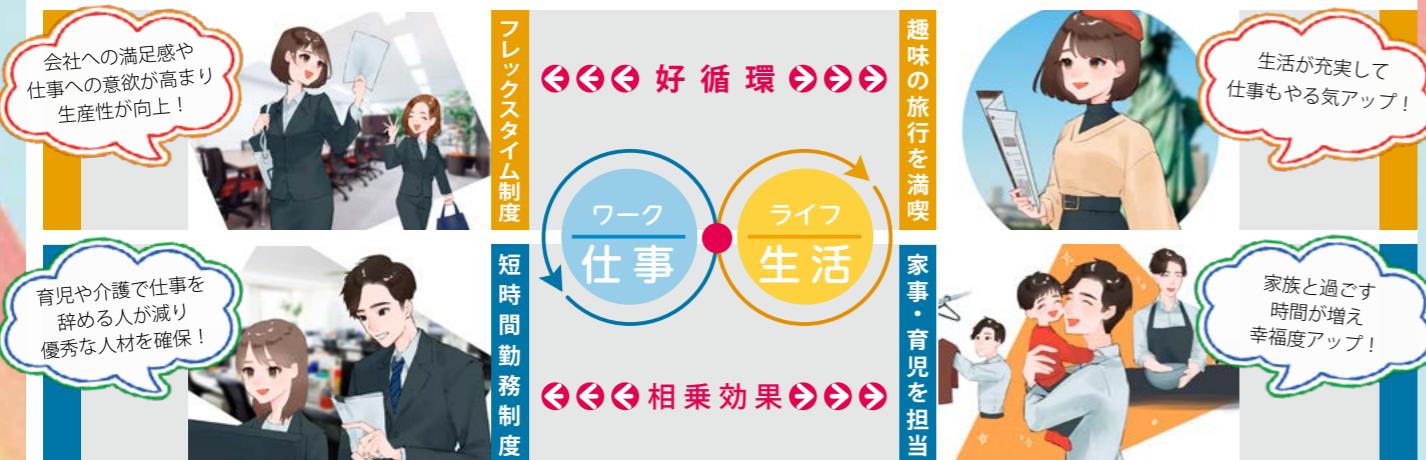 会社への満足感や
仕事への意欲が高まり
生産性が向上！
フレックスタイム制度
好循環
趣味の旅行を満喫
生活が充実して
仕事もやる気アップ！
ワーク
仕事
ライフ
生活
育児や介護で仕事を
辞める人が減り
優秀な人材を確保！
短時間勤務制度
相乗効果
家事・育児を担当
家族と過ごす
時間が増え
幸福度アップ！